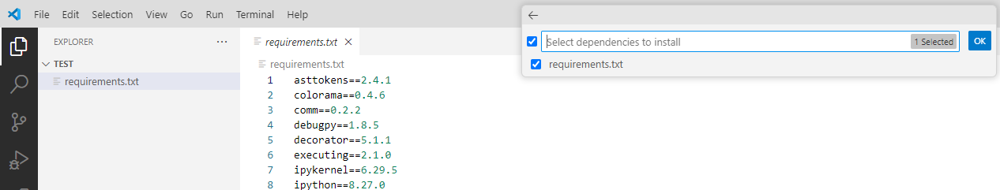 File Edit Selection View Go Run Terminal Help
EXPLORER
TEST
requirements.txt
requirements.txt
requirements.txt
1 asttokens==2.4.1
2 colorama==0.4.6
3 comm==0.2.2
4 debugpy==1.8.5
5 decorator==5.1.1
6 executing==2.1.0
7 ipykernel==6.29.5
8 ipython==8.27.0
Select dependencies to install 1 Selected OK
requirements.txt